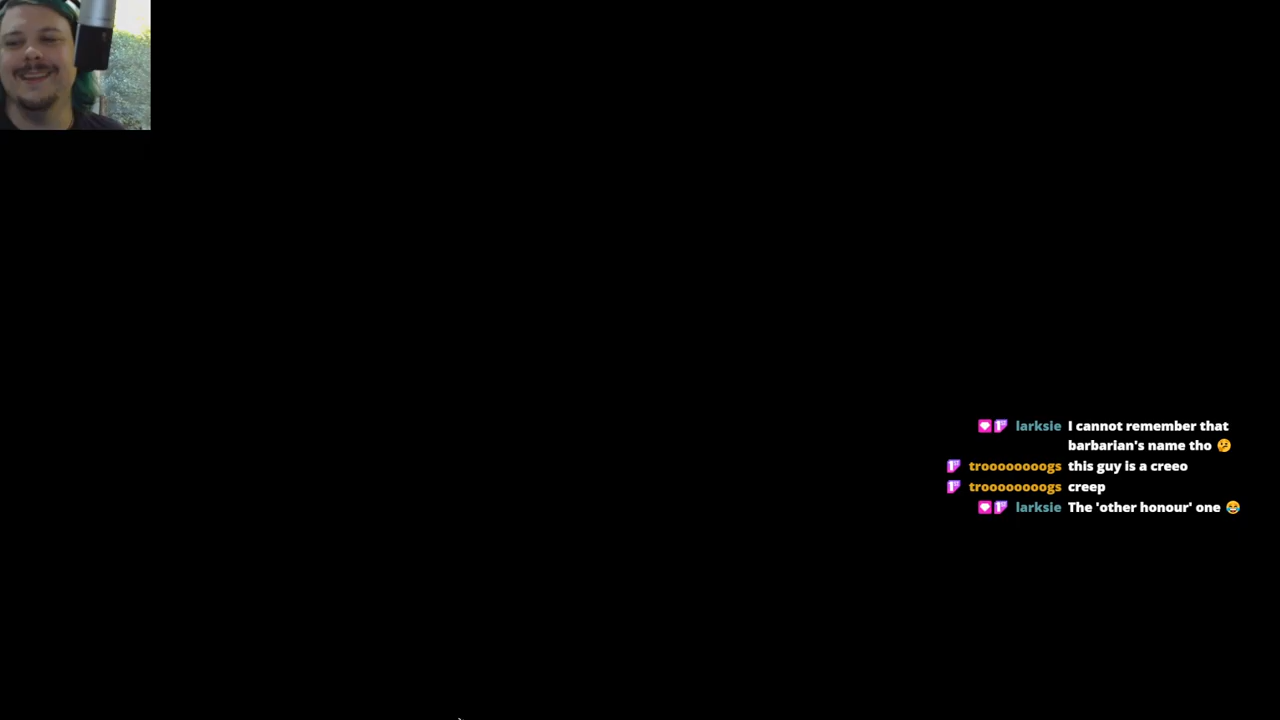 larksie I cannot remember that
barbarian's name tho 🤔
troooooooogs this guy is a creeo
troooooooogs creep
larksie The 'other honour' one 😂